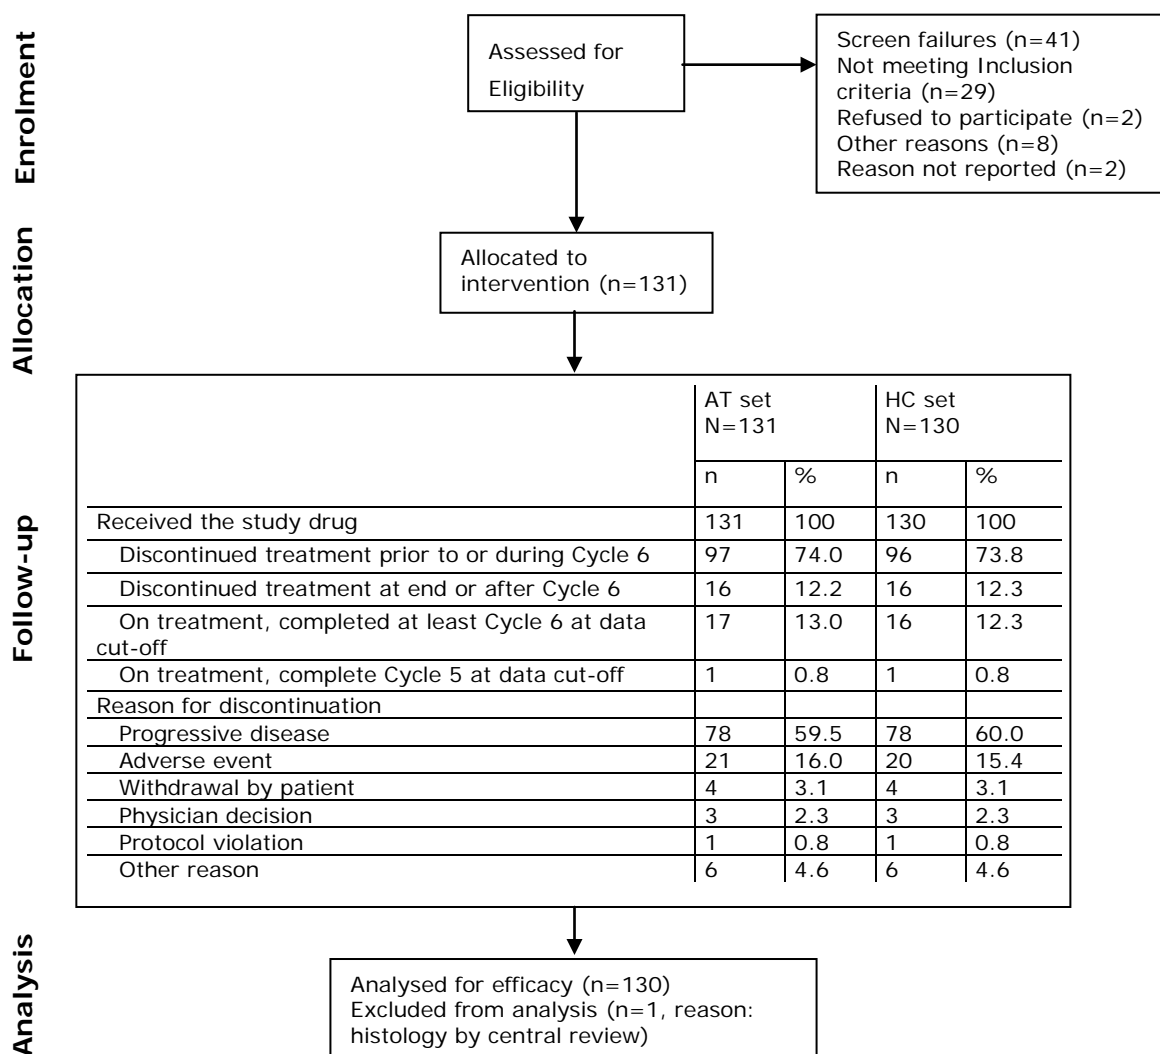 Enrolment
Assessed for
Eligibility
Screen failures (n=41)
Not meeting Inclusion
criteria (n=29)
Refused to participate (n=2)
Other reasons (n=8)
Reason not reported (n=2)
Allocation
Allocated to
intervention (n=131)
Follow-up
AT set HC set
N=131 N=130
n % n %
Received the study drug 131 100 130 100
Discontinued treatment prior to or during Cycle 6 97 74.0 96 73.8
Discontinued treatment at end or after Cycle 6 16 12.2 16 12.3
On treatment, completed at least Cycle 6 at data 17 13.0 16 12.3
cut-off
On treatment, complete Cycle 5 at data cut-off 1 0.8 1 0.8
Reason for discontinuation
Progressive disease 78 59.5 78 60.0
Adverse event 21 16.0 20 15.4
Withdrawal by patient 4 3.1 4 3.1
Physician decision 3 2.3 3 2.3
Protocol violation 1 0.8 1 0.8
Other reason 6 4.6 6 4.6
Analysis
Analysed for efficacy (n=130)
Excluded from analysis (n=1, reason:
histology by central review)